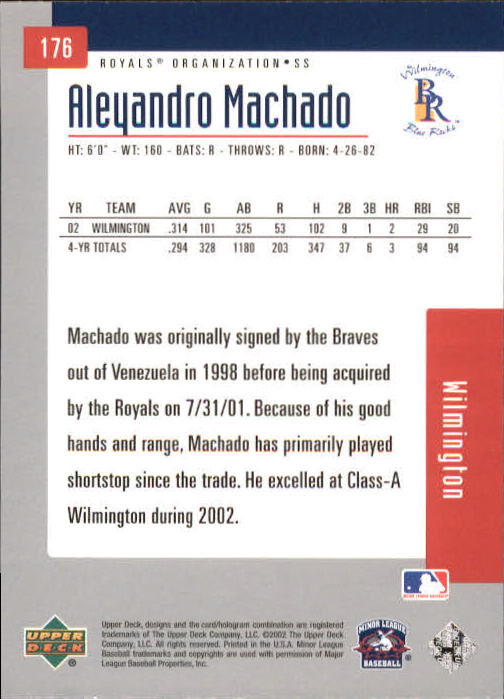 176
ROYALS® ORGANIZATION • SS
Aleyandro Machado
Wilmington
BR
Blue Rocks
HT: 6'0" - WT: 160 - BATS: R - THROWS: R - BORN: 4-26-82
YR TEAM AVG G AB R H 2B 3B HR RBI SB
02 WILMINGTON .314 101 325 53 102 9 1 2 29 20
4-YR TOTALS .294 328 1180 203 347 37 6 3 94 94
Machado was originally signed by the Braves
out of Venezuela in 1998 before being acquired
by the Royals on 7/31/01. Because of his good
hands and range, Machado has primarily played
shortstop since the trade. He excelled at Class-A
Wilmington during 2002.
Wilmington
UPPER
DECK
®
Upper Deck, designs and the card/hologram combination are registered
trademarks of The Upper Deck Company, LLC. ©2002 The Upper Deck
Company, LLC. All rights reserved. Printed in the U.S.A. Minor League
Baseball trademarks and copyrights are used with permission of Major
League Baseball Properties, Inc.
MINOR LEAGUE
BASEBALL